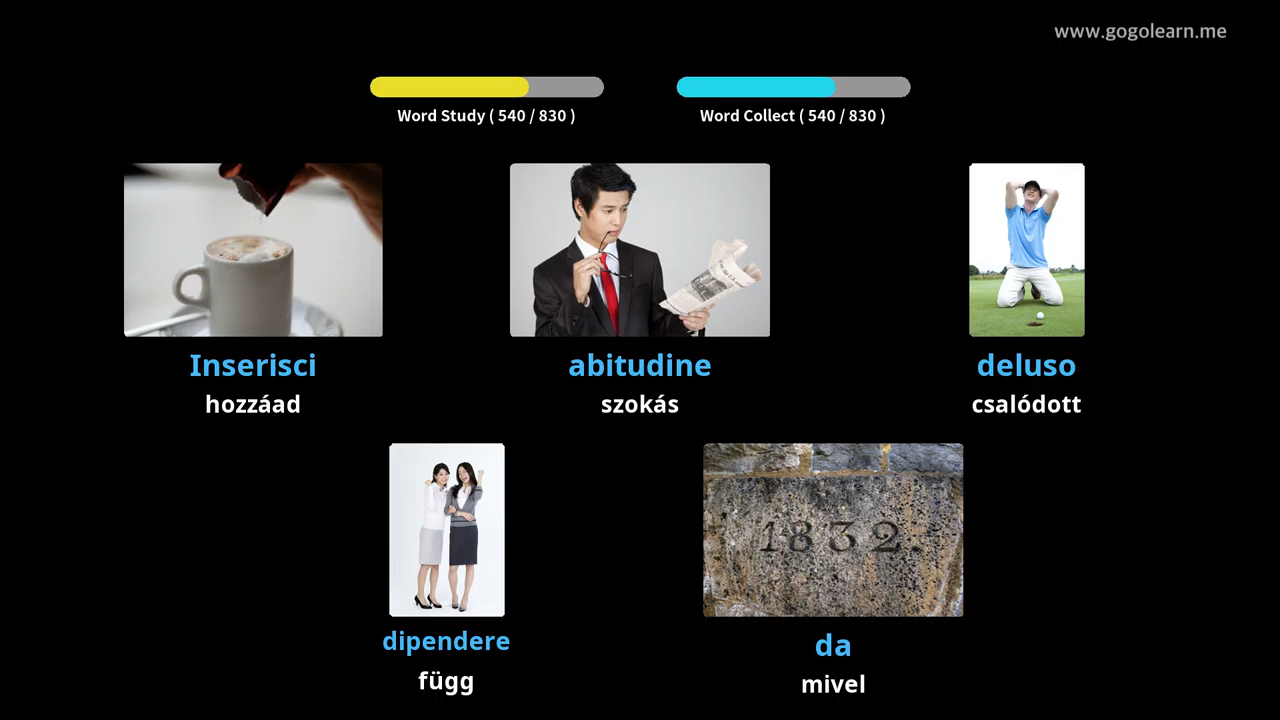 www.gogolearn.me
Word Study ( 540 / 830 )
Word Collect ( 540 / 830 )
Inserisci
hozzáad
abitudine
szokás
deluso
csalódott
dipendere
függ
1832.
da
mivel